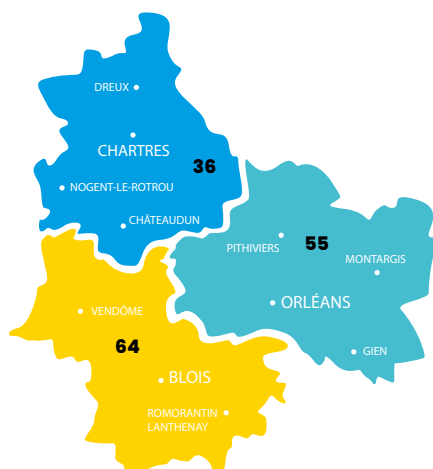 DREUX
CHARTRES
36
NOGENT-LE-ROTROU
CHÂTEAUDUN
PITHIVIERS
55
MONTARGIS
ORLÉANS
VENDÔME
64
GIEN
BLOIS
ROMORANTIN
LANTHENAY